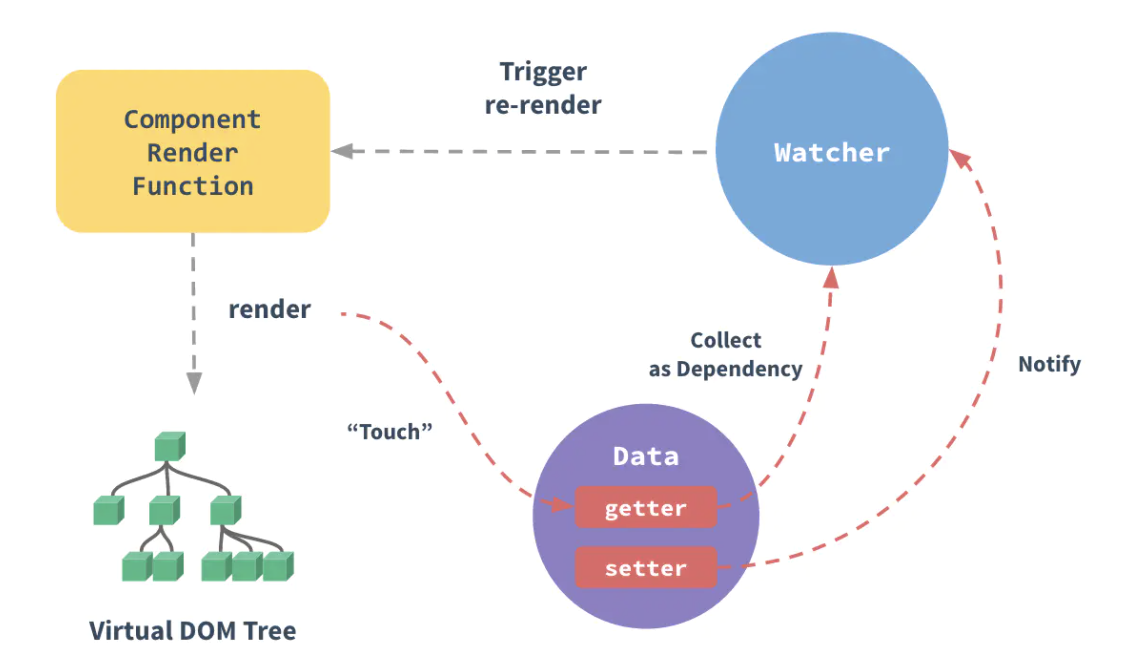 Trigger
re-render
Component
Render
Function
Watcher
render
Collect
as Dependency
Notify
“Touch”
Data
getter
setter
Virtual DOM Tree